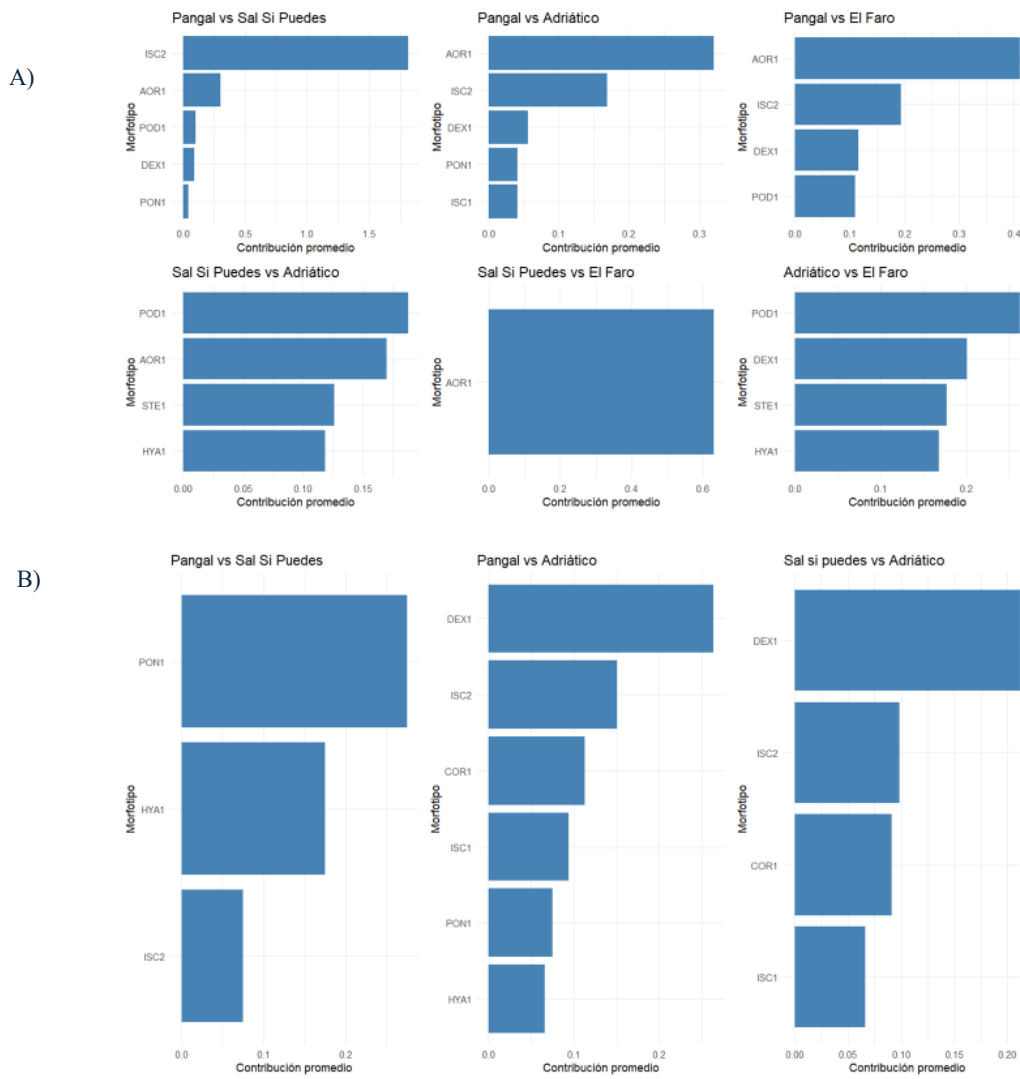 A)
Pangal vs Sal Si Puedes
Morfotipo
ISC2
AOR1
POD1
DEX1
PON1
0.0 0.5 1.0 1.5
Contribución promedio
Pangal vs Adriático
Morfotipo
AOR1
ISC2
DEX1
PON1
ISC1
0.0 0.1 0.2 0.3
Contribución promedio
Pangal vs El Faro
Morfotipo
AOR1
ISC2
DEX1
POD1
0.0 0.1 0.2 0.3 0.4
Contribución promedio
Sal Si Puedes vs Adriático
Morfotipo
POD1
AOR1
STE1
HYA1
0.00 0.05 0.10 0.15
Contribución promedio
Sal Si Puedes vs El Faro
Morfotipo
AOR1
0.0 0.2 0.4 0.6
Contribución promedio
Adriático vs El Faro
Morfotipo
POD1
DEX1
STE1
HYA1
0.0 0.1 0.2
Contribución promedio
B)
Pangal vs Sal Si Puedes
Morfotipo
PON1
HYA1
ISC2
0.0 0.1 0.2
Contribución promedio
Pangal vs Adriático
Morfotipo
DEX1
ISC2
COR1
ISC1
PON1
HYA1
0.0 0.1 0.2
Contribución promedio
Sal si puedes vs Adriático
Morfotipo
DEX1
ISC2
COR1
ISC1
0.00 0.05 0.10 0.15 0.20
Contribución promedio